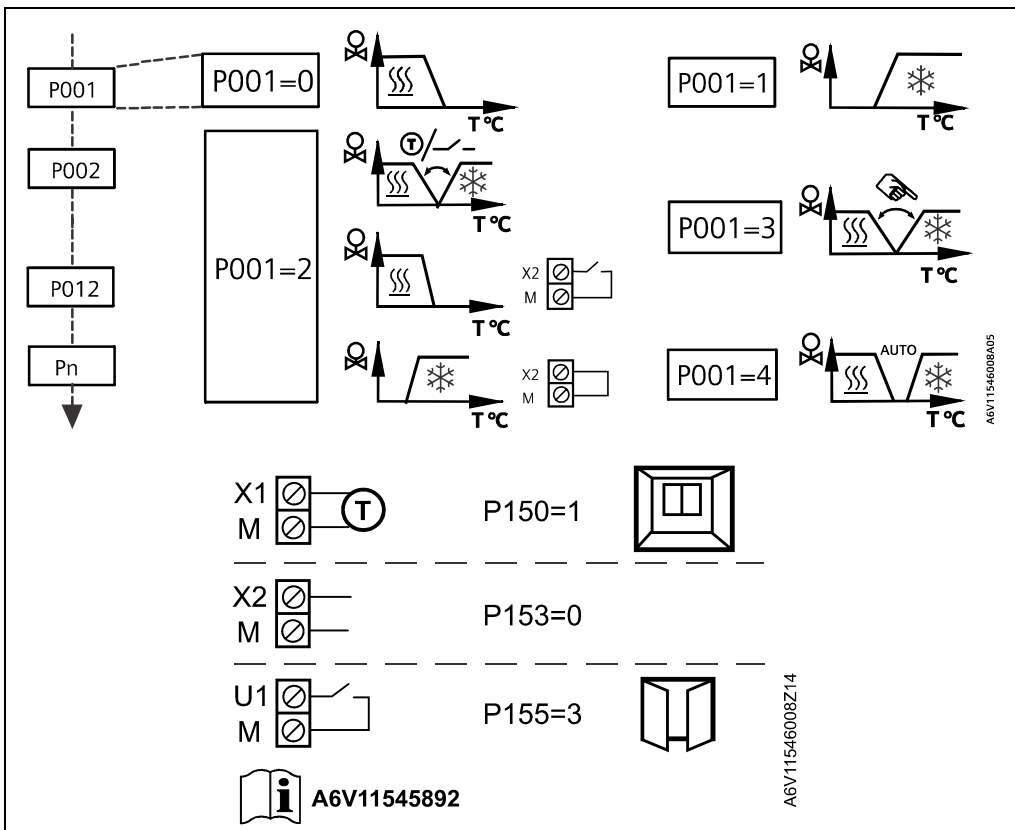 P001
P002
P012
Pn
P001=0
T °C
P001=2
T
T °C
X2
M
T °C
X2
M
T °C
P001=1
T °C
P001=3
T °C
P001=4
AUTO
T °C
A6V11546008A05
X1
M
T
P150=1
X2
M
P153=0
U1
M
P155=3
A6V11546008Z14
i
A6V11545892